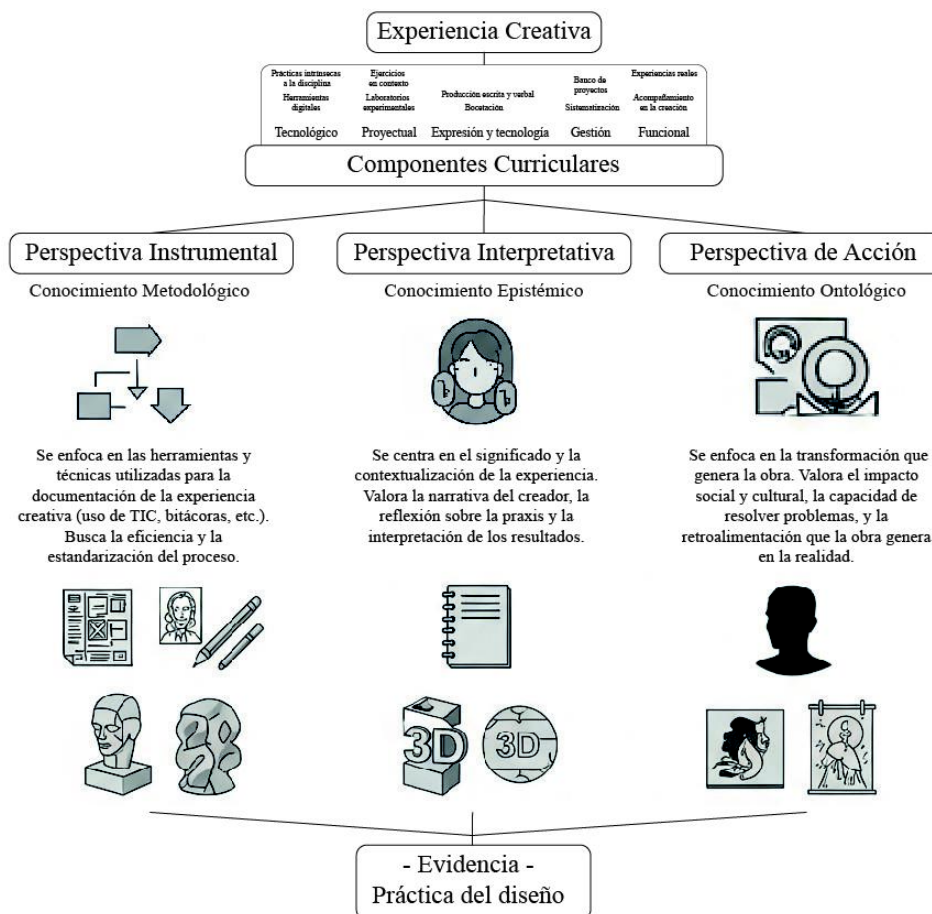 Experiencia Creativa
Prácticas intrínsecas
a la disciplina
Herramientas
digitales
Tecnológico
Ejercicios
en contexto
Laboratorios
experimentales
Proyectual
Producción escrita y verbal
Bocetación
Expresión y tecnología
Banco de
proyectos
Sistematización
Gestión
Experiencias reales
Acompañamiento
en la creación
Funcional
Componentes Curriculares
Perspectiva Instrumental
Conocimiento Metodológico
Se enfoca en las herramientas y
técnicas utilizadas para la
documentación de la experiencia
creativa (uso de TIC, bitácoras, etc.).
Busca la eficiencia y la
estandarización del proceso.
Perspectiva Interpretativa
Conocimiento Epistémico
Se centra en el significado y la
contextualización de la experiencia.
Valora la narrativa del creador, la
reflexión sobre la praxis y la
interpretación de los resultados.
3D
3D
Perspectiva de Acción
Conocimiento Ontológico
Se enfoca en la transformación que
genera la obra. Valora el impacto
social y cultural, la capacidad de
resolver problemas, y la
retroalimentación que la obra genera
en la realidad.
- Evidencia -
Práctica del diseño